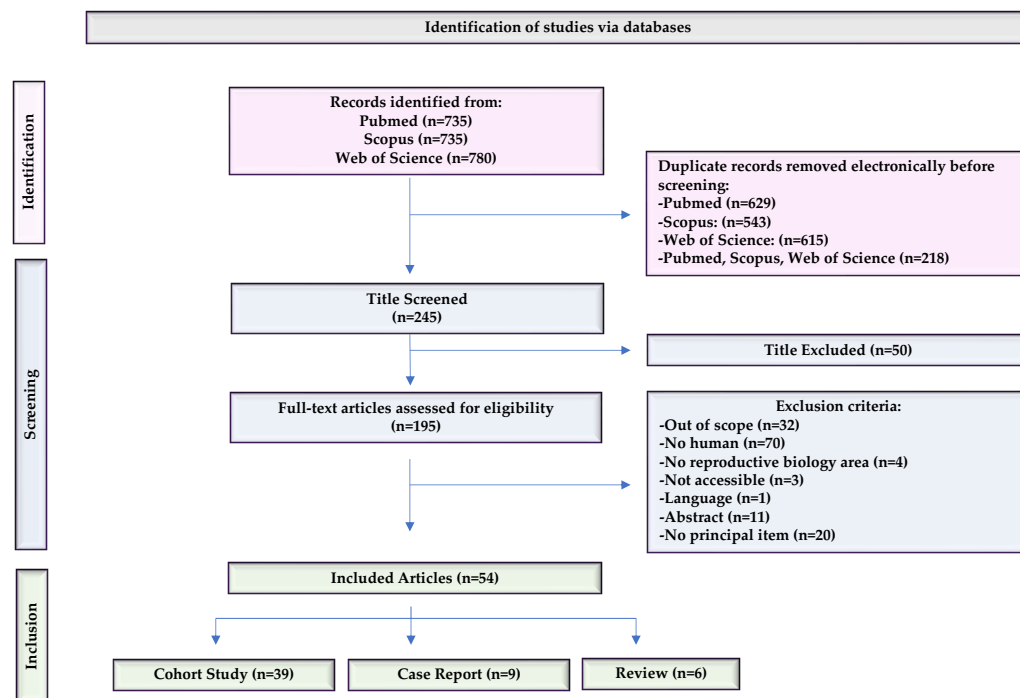 Identification of studies via databases
Identification
Records identified from:
Pubmed (n=735)
Scopus (n=735)
Web of Science (n=780)
Duplicate records removed electronically before
screening:
-Pubmed (n=629)
-Scopus: (n=543)
-Web of Science: (n=615)
-Pubmed, Scopus, Web of Science (n=218)
Screening
Title Screened
(n=245)
Title Excluded (n=50)
Full-text articles assessed for eligibility
(n=195)
Exclusion criteria:
-Out of scope (n=32)
-No human (n=70)
-No reproductive biology area (n=4)
-Not accessible (n=3)
-Language (n=1)
-Abstract (n=11)
-No principal item (n=20)
Inclusion
Included Articles (n=54)
Cohort Study (n=39)
Case Report (n=9)
Review (n=6)